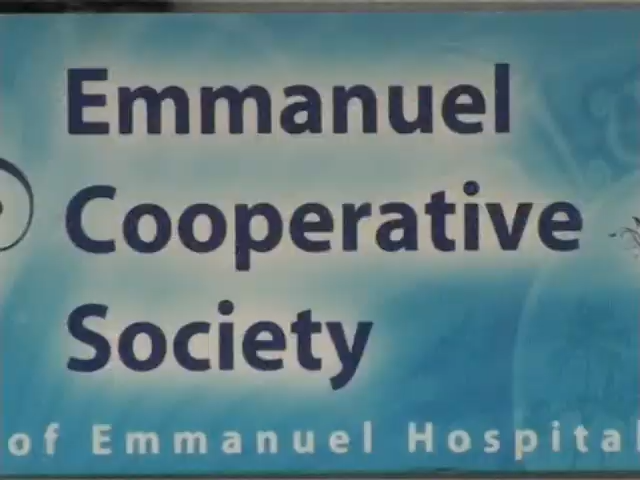 Emmanuel
Cooperative
Society
of Emmanuel Hospital